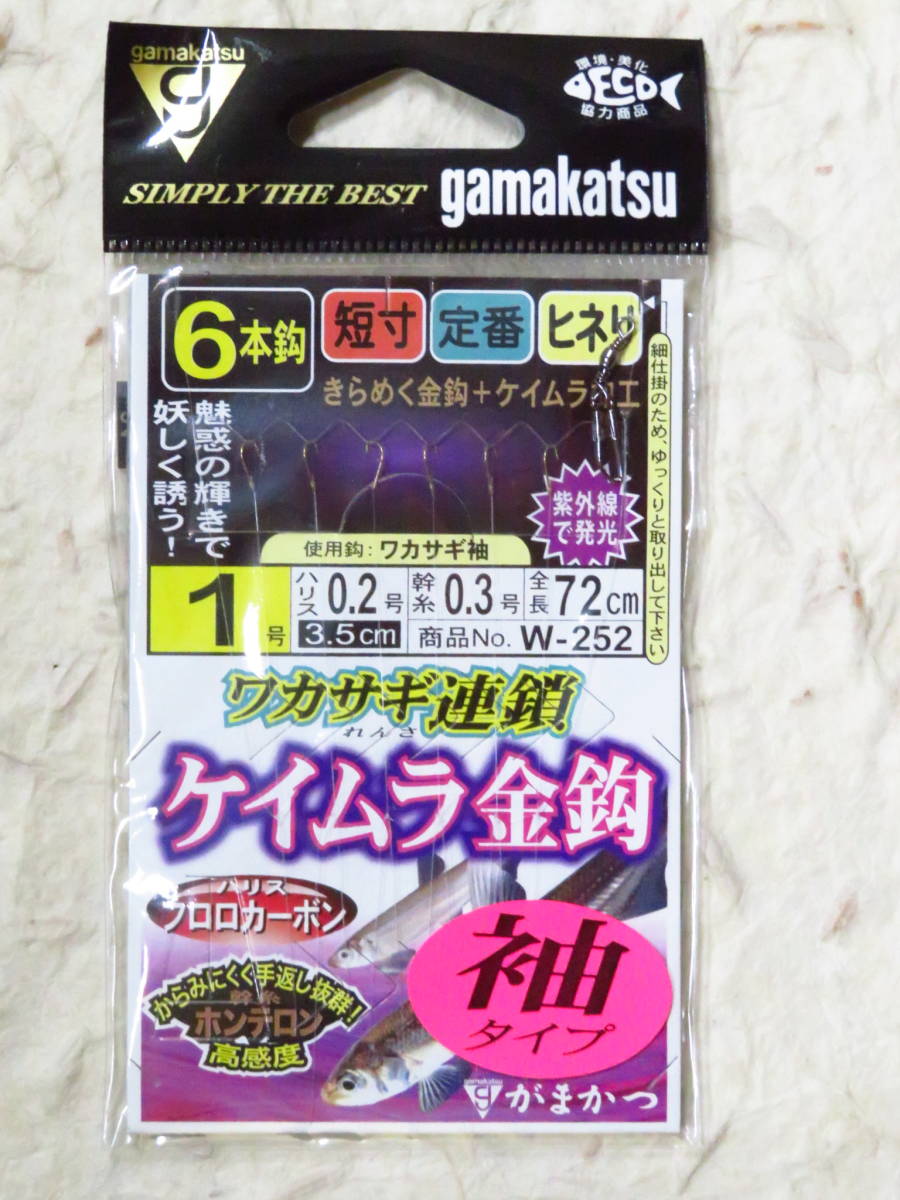 gamakatsu
環境・美化
ECO
協力商品
SIMPLY THE BEST
gamakatsu
6本鈎
短寸
定番
ヒネリ
きらめく金鈎+ケイムラ加工
魅惑の輝きで
妖しく誘う!
細仕掛のため、ゆっくりと取り出して下さい
紫外線
で発光
使用鈎:ワカサギ袖
1号
ハリス 0.2号
3.5cm
幹糸 0.3号
全長 72cm
商品No. W-252
ワカサギ連鎖
れんさ
ケイムラ金鈎
ハリス
フロロカーボン
からみにくく手返し抜群!
幹糸
ホンテロン
高感度
袖
タイプ
gamakatsu
がまかつ